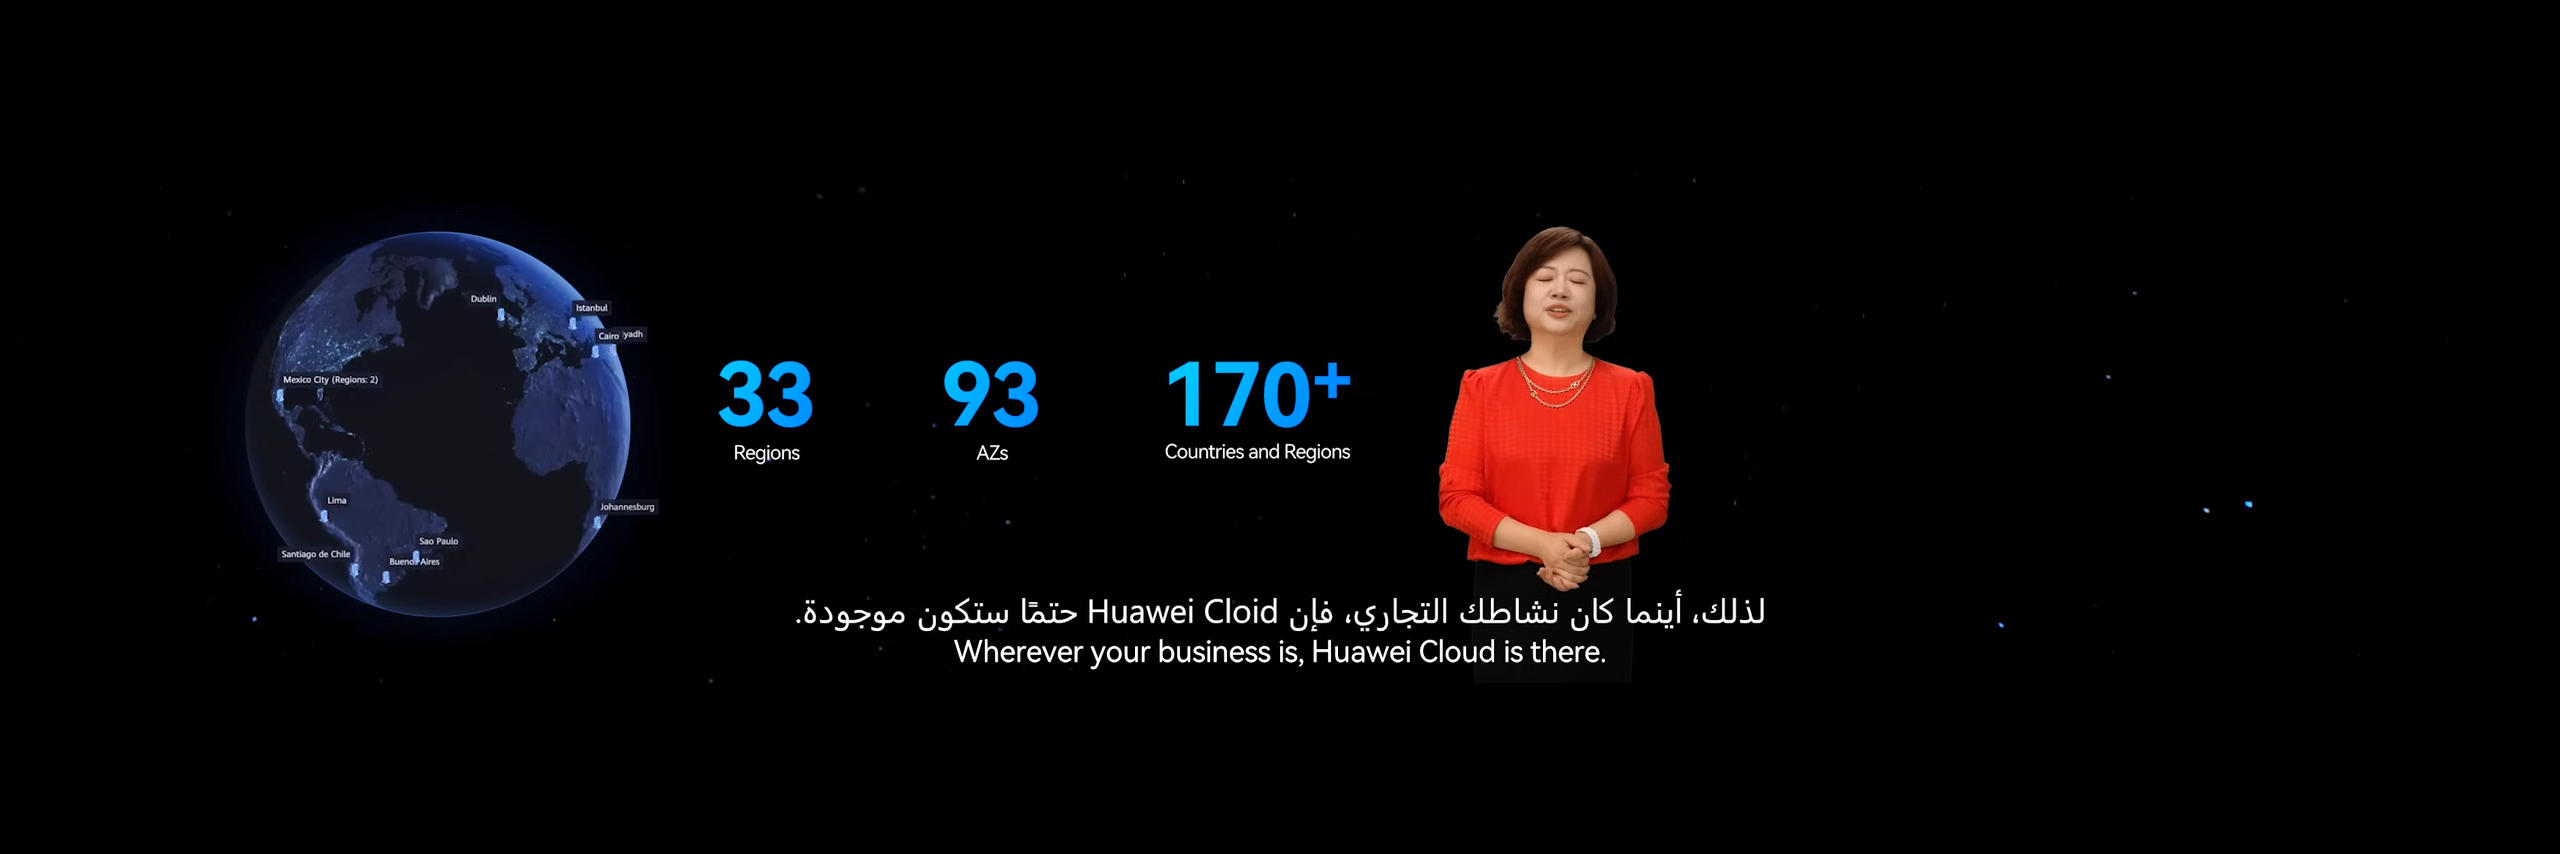 Dublin
Istanbul
Cairo
yadh
Mexico City (Regions: 2)
Lima
Johannesburg
Sao Paulo
Santiago de Chile
Buenos Aires
33
Regions
93
AZs
170+
Countries and Regions
لذلك، أينما كان نشاطك التجاري، فإن Huawei Cloid حتمًا ستكون موجودة.
Wherever your business is, Huawei Cloud is there.